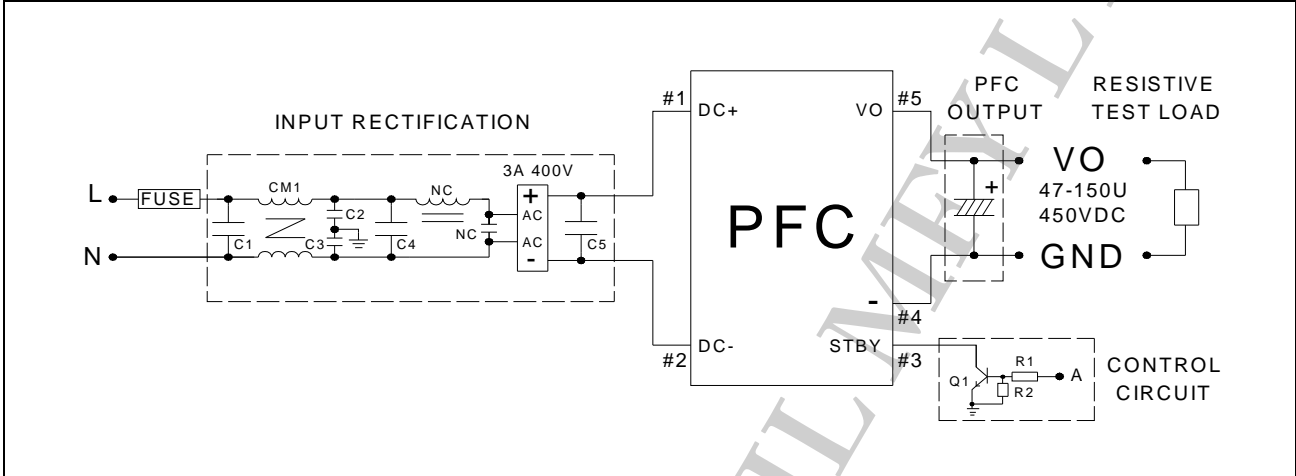 INPUT RECTIFICATION
L
FUSE
N
C1
CM1
C2
C3
C4
NC
NC
3A 400V
+
AC
AC
-
C5
#1
DC+
#2
DC-
PFC
VO
#5
-
#4
STBY
#3
PFC
OUTPUT
+
VO
47-150U
450VDC
GND
RESISTIVE
TEST LOAD
Q1
R1
R2
A
CONTROL
CIRCUIT